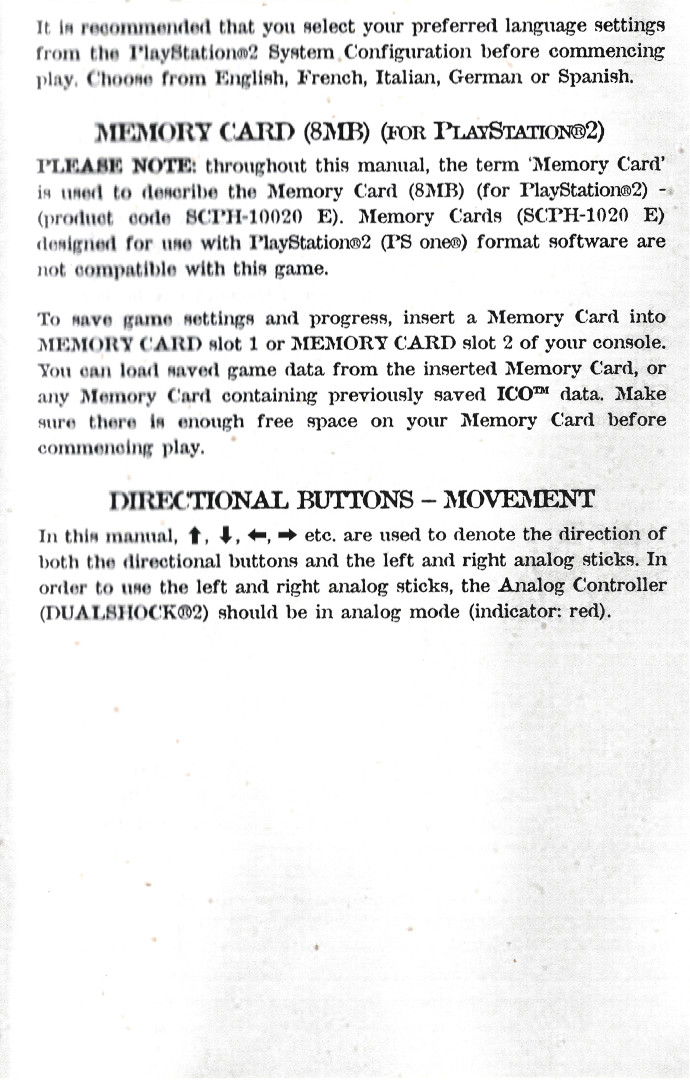 It is recommended that you select your preferred language settings
from the PlayStation®2 System Configuration before commencing
play. Choose from English, French, Italian, German or Spanish.
MEMORY CARD (8MB) (FOR PLAYSTATION®2)
PLEASE NOTE: throughout this manual, the term ‘Memory Card’
is used to describe the Memory Card (8MB) (for PlayStation®2) -
(product code SCPH-10020 E). Memory Cards (SCPH-1020 E)
designed for use with PlayStation®2 (PS one®) format software are
not compatible with this game.
To save game settings and progress, insert a Memory Card into
MEMORY CARD slot 1 or MEMORY CARD slot 2 of your console.
You can load saved game data from the inserted Memory Card, or
any Memory Card containing previously saved ICO™ data. Make
sure there is enough free space on your Memory Card before
commencing play.
DIRECTIONAL BUTTONS – MOVEMENT
In this manual, ↑, ↓, ←, → etc. are used to denote the direction of
both the directional buttons and the left and right analog sticks. In
order to use the left and right analog sticks, the Analog Controller
(DUALSHOCK®2) should be in analog mode (indicator: red).